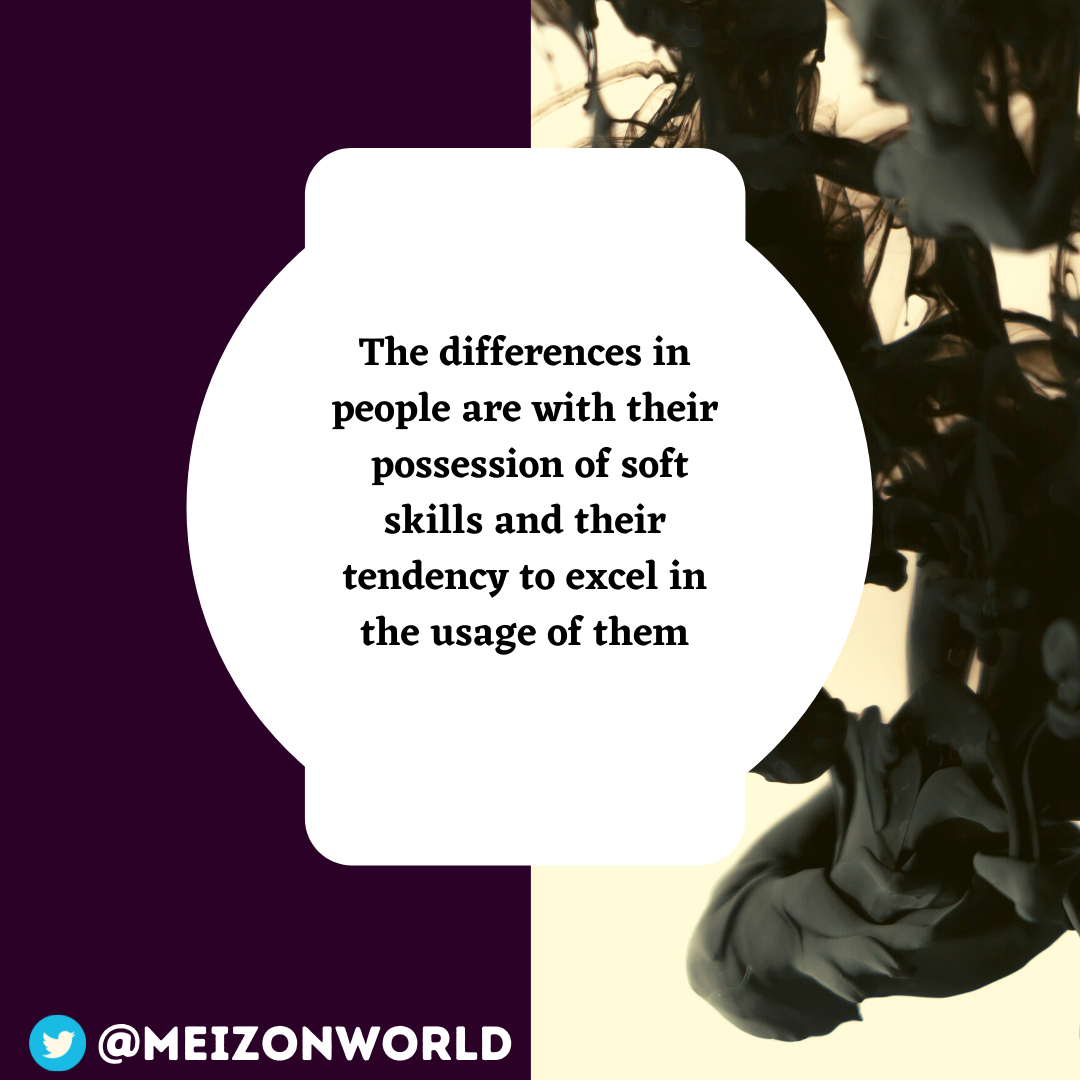 The differences in
people are with their
possession of soft
skills and their
tendency to excel in
the usage of them
@MEIZONWORLD